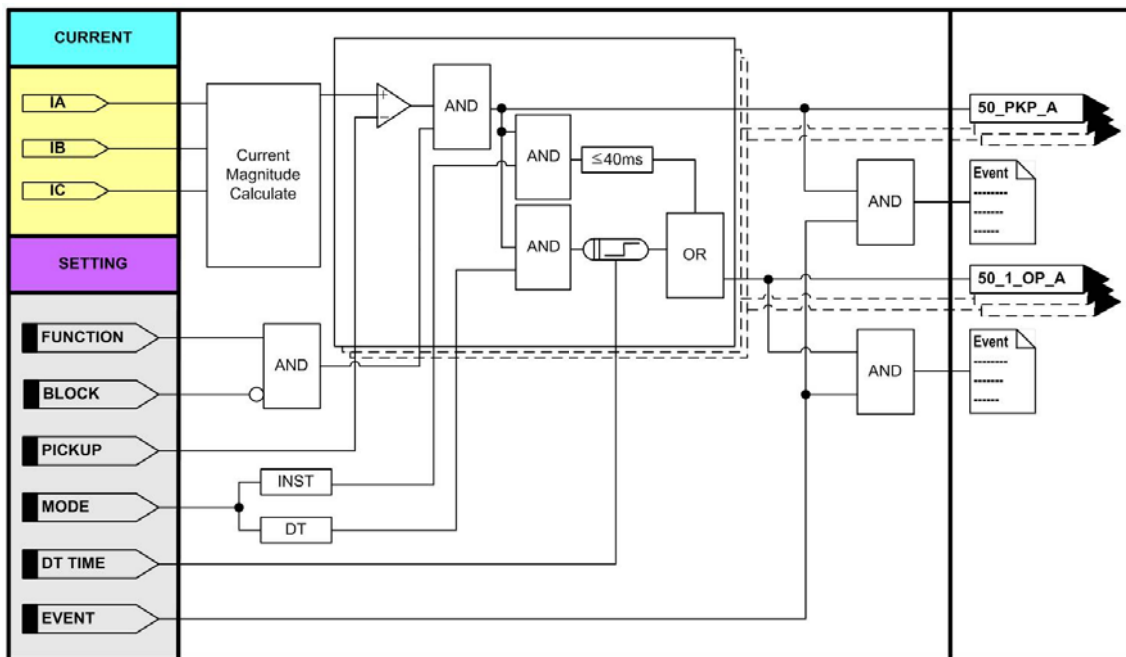 CURRENT
IA
IB
IC
SETTING
FUNCTION
BLOCK
PICKUP
MODE
DT TIME
EVENT
Current
Magnitude
Calculate
+
−
AND
AND
AND
≤40ms
OR
AND
INST
DT
AND
AND
50_PKP_A
Event
50_1_OP_A
Event